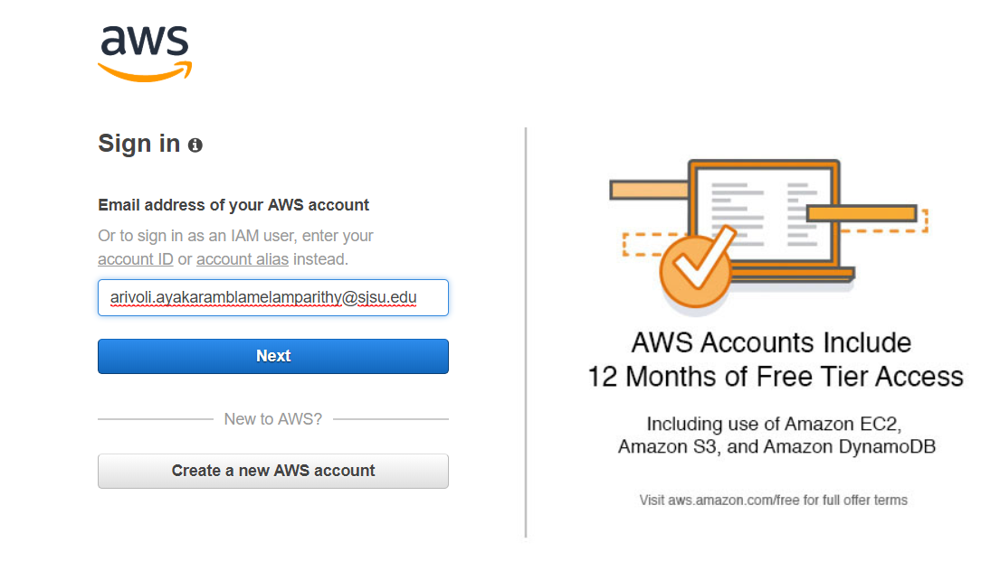 aws
Sign in
Email address of your AWS account
Or to sign in as an IAM user, enter your
account ID or account alias instead.
arivoli.ayakaramblamelamparithy@sjsu.edu
Next
New to AWS?
Create a new AWS account
AWS Accounts Include
12 Months of Free Tier Access
Including use of Amazon EC2,
Amazon S3, and Amazon DynamoDB
Visit aws.amazon.com/free for full offer terms